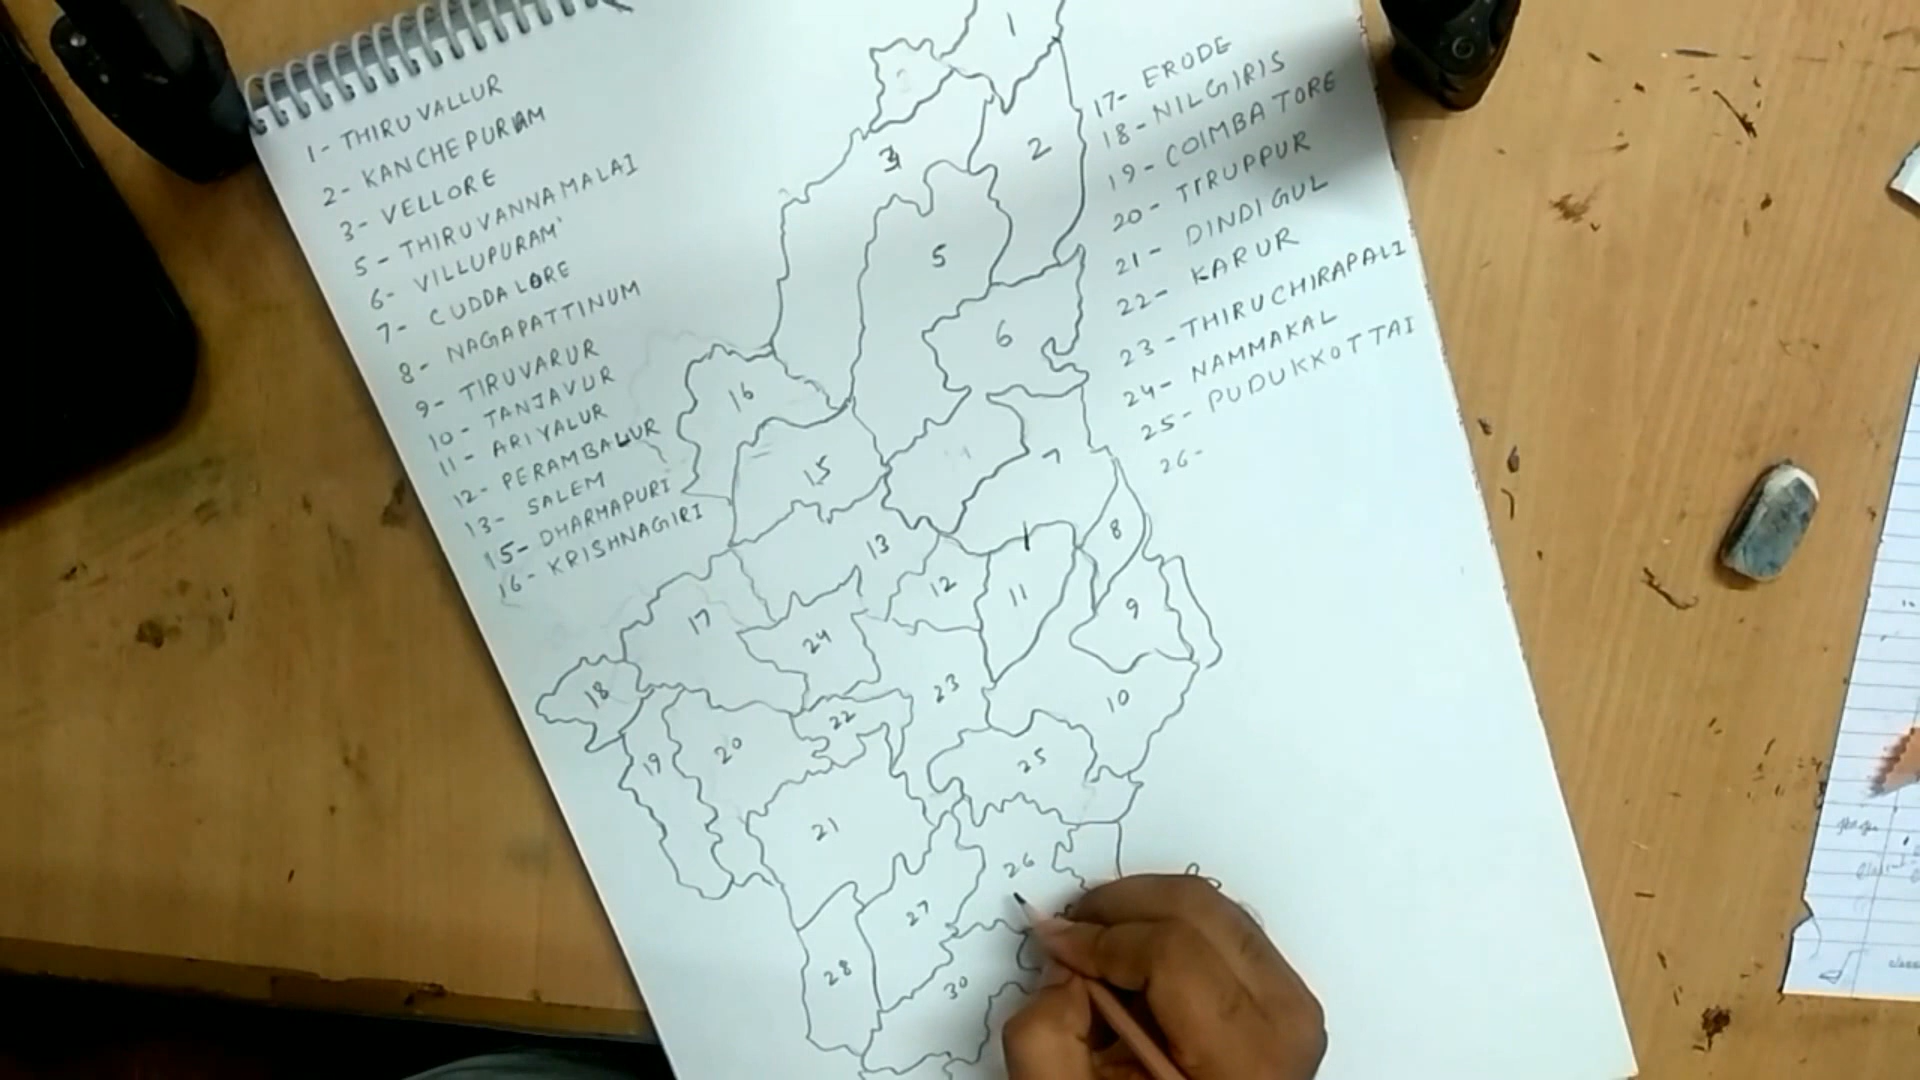 1- THIRUVALLUR
2- KANCHEPURAM
3- VELLORE
5- THIRUVANNAMALAI
6- VILLUPURAM
7- CUDDALORE
8- NAGAPATTINUM
9- TIRUVARUR
10- TANJAVUR
11- ARIYALUR
12- PERAMBALUR
13- SALEM
15- DHARMAPURI
16- KRISHNAGIRI
17- ERODE
18- NILGIRIS
19- COIMBATORE
20- TIRUPPUR
21- DINDIGUL
22- KARUR
23- THIRUCHIRAPALI
24- NAMMAKAL
25- PUDUKKOTTAI
26-
1
2
3
5
6
16
15
7
8
13
12
11
9
17
24
18
23
10
22
20
19
25
21
26
27
28
30